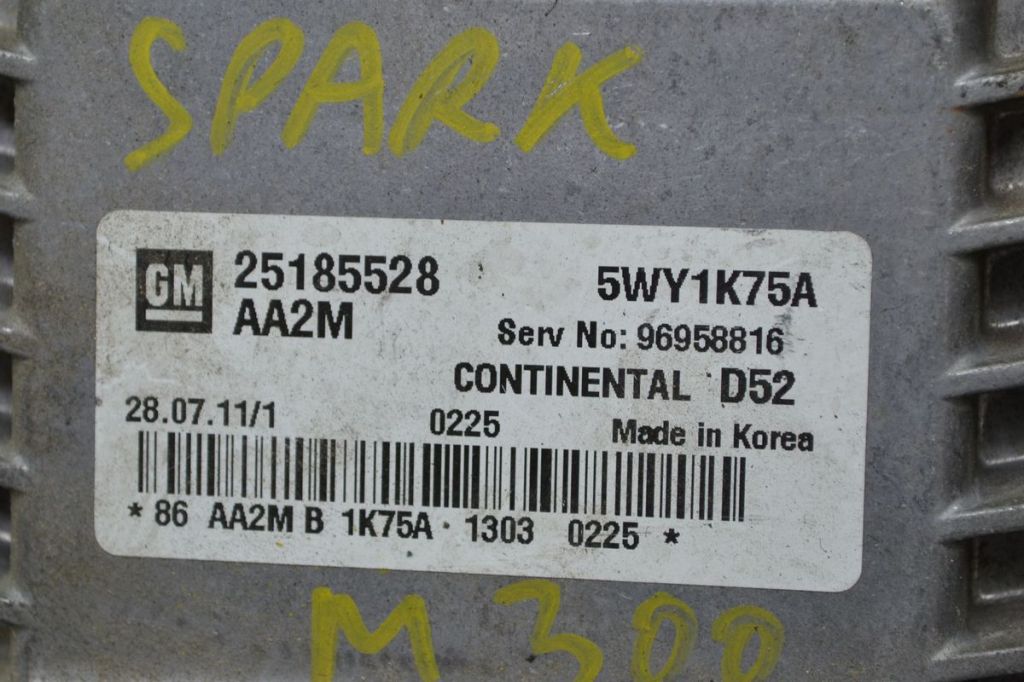 SPARK
GM 25185528 5WY1K75A
AA2M Serv No: 96958816
CONTINENTAL D52
28.07.11/1 0225 Made in Korea
* 86 AA2M B 1K75A · 1303 0225 *
M300